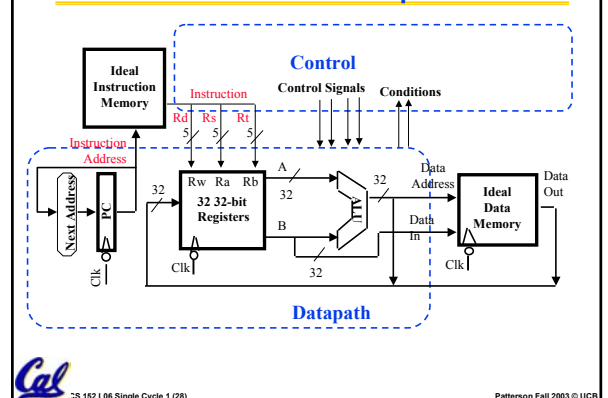 Control
Ideal
Instruction
Memory
Instruction
Control Signals
Conditions
Rd Rs Rt
5 5 5
Instruction
Address
Next Address
PC
Clk
32
Rw Ra Rb
32 32-bit
Registers
Clk
A
32
B
32
ALU
32
Data
Address
Data
In
Ideal
Data
Memory
Clk
Data
Out
Datapath
Cal
CS 152 L06 Single Cycle 1 (28)
Patterson Fall 2003 © UCB